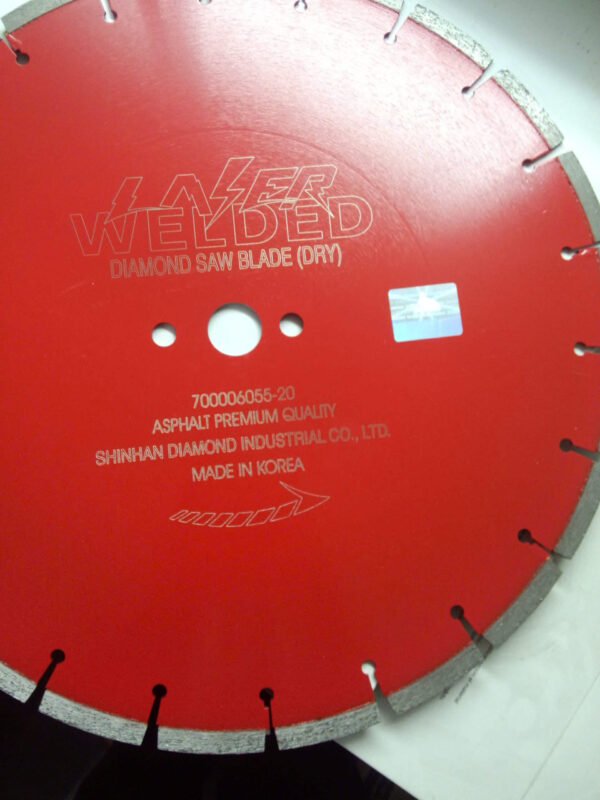 LASER
WELDED
DIAMOND SAW BLADE (DRY)
700006055-20
ASPHALT PREMIUM QUALITY
SHINHAN DIAMOND INDUSTRIAL CO., LTD.
MADE IN KOREA